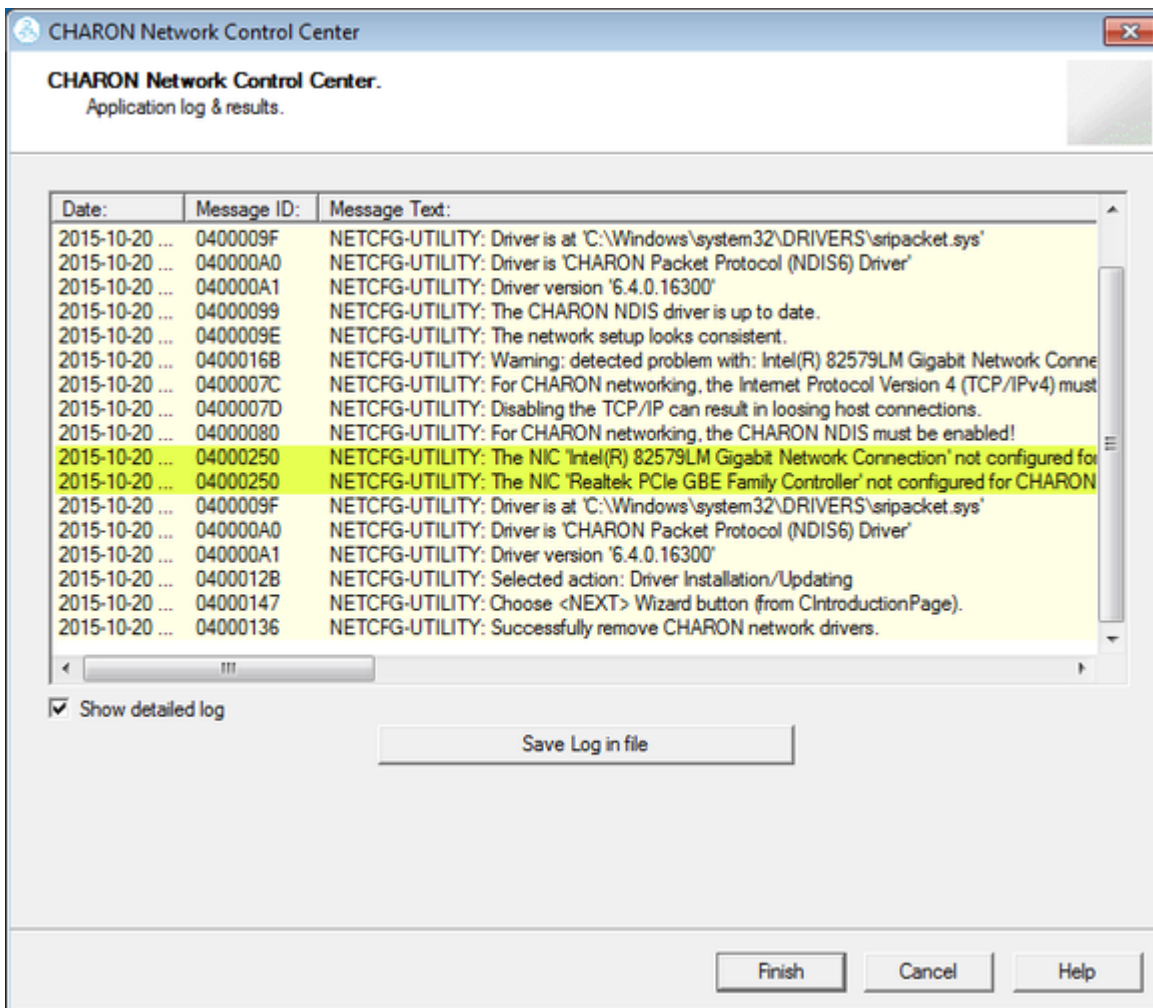 CHARON Network Control Center
CHARON Network Control Center.
Application log & results.
Date: Message ID: Message Text:
2015-10-20 ... 0400009F NETCFG-UTILITY: Driver is at 'C:\Windows\system32\DRIVERS\sripacket.sys'
2015-10-20 ... 040000A0 NETCFG-UTILITY: Driver is 'CHARON Packet Protocol (NDIS6) Driver'
2015-10-20 ... 040000A1 NETCFG-UTILITY: Driver version '6.4.0.16300'
2015-10-20 ... 04000099 NETCFG-UTILITY: The CHARON NDIS driver is up to date.
2015-10-20 ... 0400009E NETCFG-UTILITY: The network setup looks consistent.
2015-10-20 ... 0400016B NETCFG-UTILITY: Warning: detected problem with: Intel(R) 82579LM Gigabit Network Conne
2015-10-20 ... 0400007C NETCFG-UTILITY: For CHARON networking, the Internet Protocol Version 4 (TCP/IPv4) must
2015-10-20 ... 0400007D NETCFG-UTILITY: Disabling the TCP/IP can result in loosing host connections.
2015-10-20 ... 04000080 NETCFG-UTILITY: For CHARON networking, the CHARON NDIS must be enabled!
2015-10-20 ... 04000250 NETCFG-UTILITY: The NIC 'Intel(R) 82579LM Gigabit Network Connection' not configured for
2015-10-20 ... 04000250 NETCFG-UTILITY: The NIC 'Realtek PCIe GBE Family Controller' not configured for CHARON
2015-10-20 ... 0400009F NETCFG-UTILITY: Driver is at 'C:\Windows\system32\DRIVERS\sripacket.sys'
2015-10-20 ... 040000A0 NETCFG-UTILITY: Driver is 'CHARON Packet Protocol (NDIS6) Driver'
2015-10-20 ... 040000A1 NETCFG-UTILITY: Driver version '6.4.0.16300'
2015-10-20 ... 0400012B NETCFG-UTILITY: Selected action: Driver Installation/Updating
2015-10-20 ... 04000147 NETCFG-UTILITY: Choose <NEXT> Wizard button (from CIntroductionPage).
2015-10-20 ... 04000136 NETCFG-UTILITY: Successfully remove CHARON network drivers.
Show detailed log
Save Log in file
Finish Cancel Help